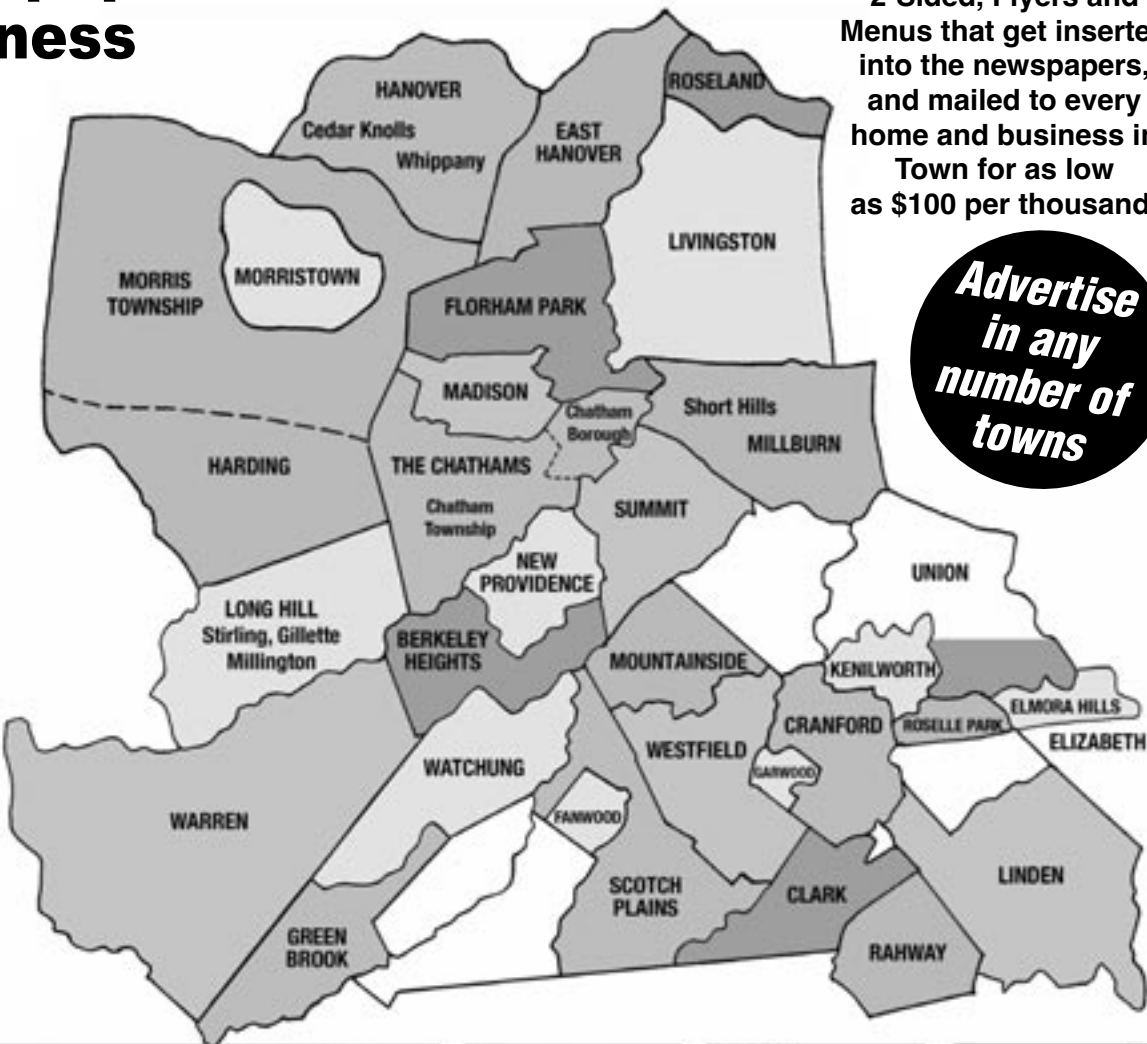 ness
2 Sided, Flyers and
Menus that get inserte
into the newspapers,
and mailed to every
home and business in
Town for as low
as $100 per thousand
Advertise
in any
number of
towns
HANOVER
Cedar Knolls
Whippany
EAST
HANOVER
ROSELAND
LIVINGSTON
MORRIS
TOWNSHIP
MORRISTOWN
FLORHAM PARK
MADISON
Chatham
Borough
Short Hills
MILLBURN
HARDING
THE CHATHAMS
Chatham
Township
SUMMIT
NEW
PROVIDENCE
UNION
LONG HILL
Stirling, Gillette
Millington
BERKELEY
HEIGHTS
MOUNTAINSIDE
KENILWORTH
ELMORA HILLS
ROSELLE PARK
CRANFORD
ELIZABETH
WESTFIELD
GARWOOD
WATCHUNG
WARREN
FANWOOD
SCOTCH
PLAINS
CLARK
LINDEN
GREEN
BROOK
RAHWAY